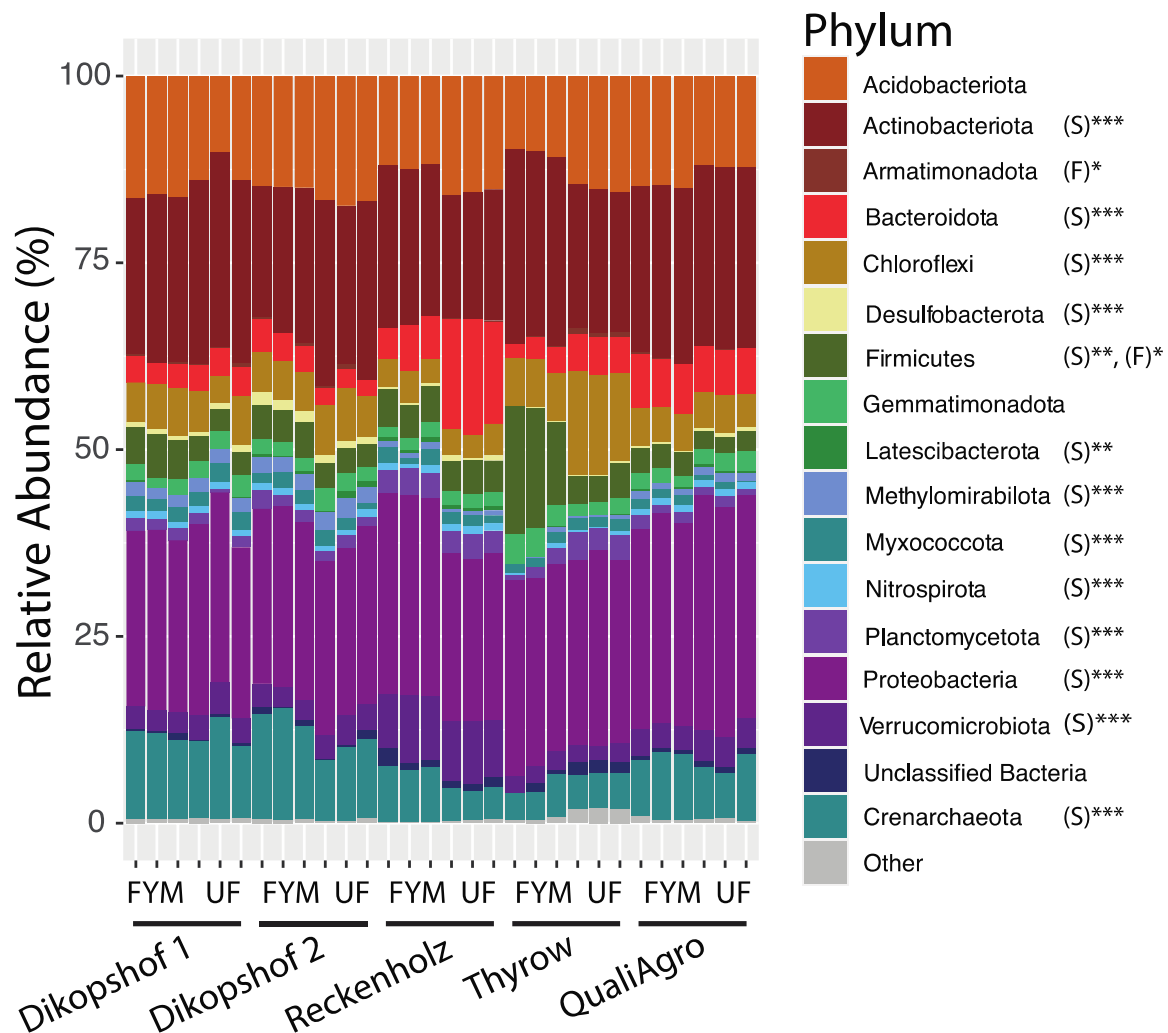 Relative Abundance (%)
100
75
50
25
0
FYM UF FYM UF FYM UF FYM UF FYM UF
Dikopshof 1
Dikopshof 2
Reckenholz
Thyrow
QualiAgro
Phylum
Acidobacteriota
Actinobacteriota (S)***
Armatimonadota (F)*
Bacteroidota (S)***
Chloroflexi (S)***
Desulfobacterota (S)***
Firmicutes (S)**, (F)*
Gemmatimonadota
Latescibacterota (S)**
Methylomirabilota (S)***
Myxococcota (S)***
Nitrospirota (S)***
Planctomycetota (S)***
Proteobacteria (S)***
Verrucomicrobiota (S)***
Unclassified Bacteria
Crenarchaeota (S)***
Other